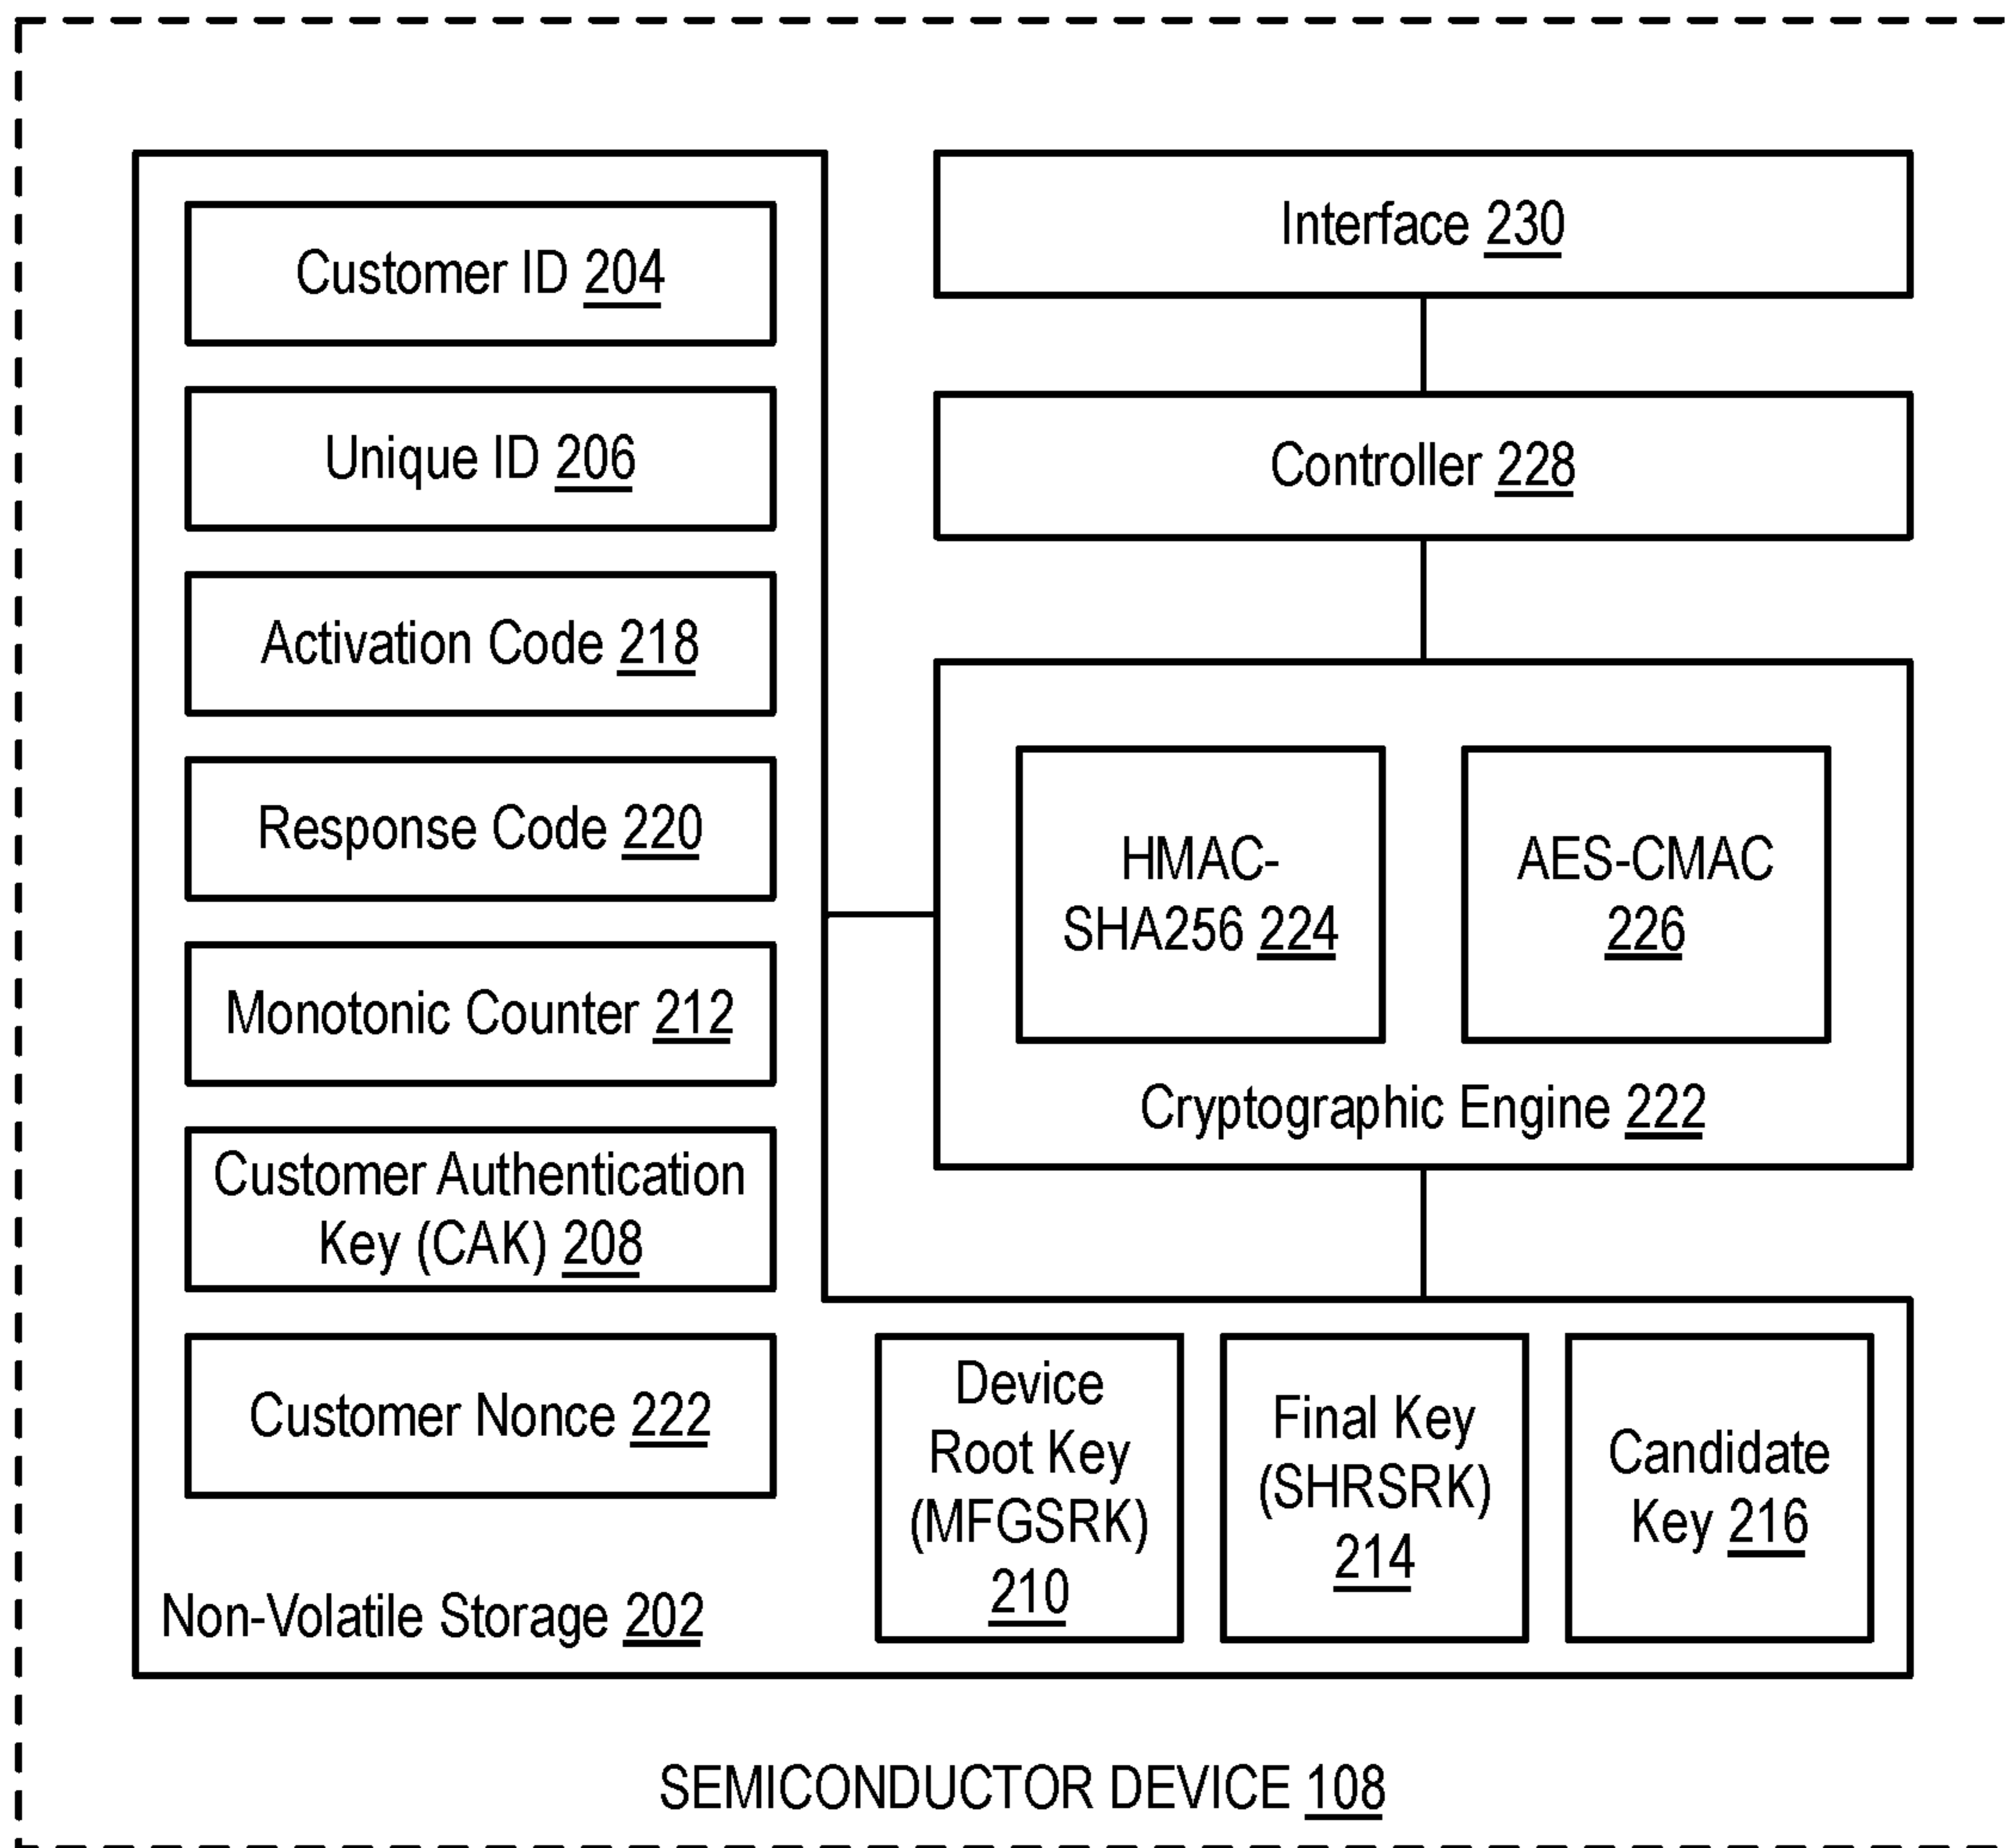 Customer ID 204
Unique ID 206
Activation Code 218
Response Code 220
Monotonic Counter 212
Customer Authentication
Key (CAK) 208
Customer Nonce 222
Non-Volatile Storage 202
Interface 230
Controller 228
HMAC-
SHA256 224
AES-CMAC
226
Cryptographic Engine 222
Device
Root Key
(MFGSRK)
210
Final Key
(SHRSRK)
214
Candidate
Key 216
SEMICONDUCTOR DEVICE 108